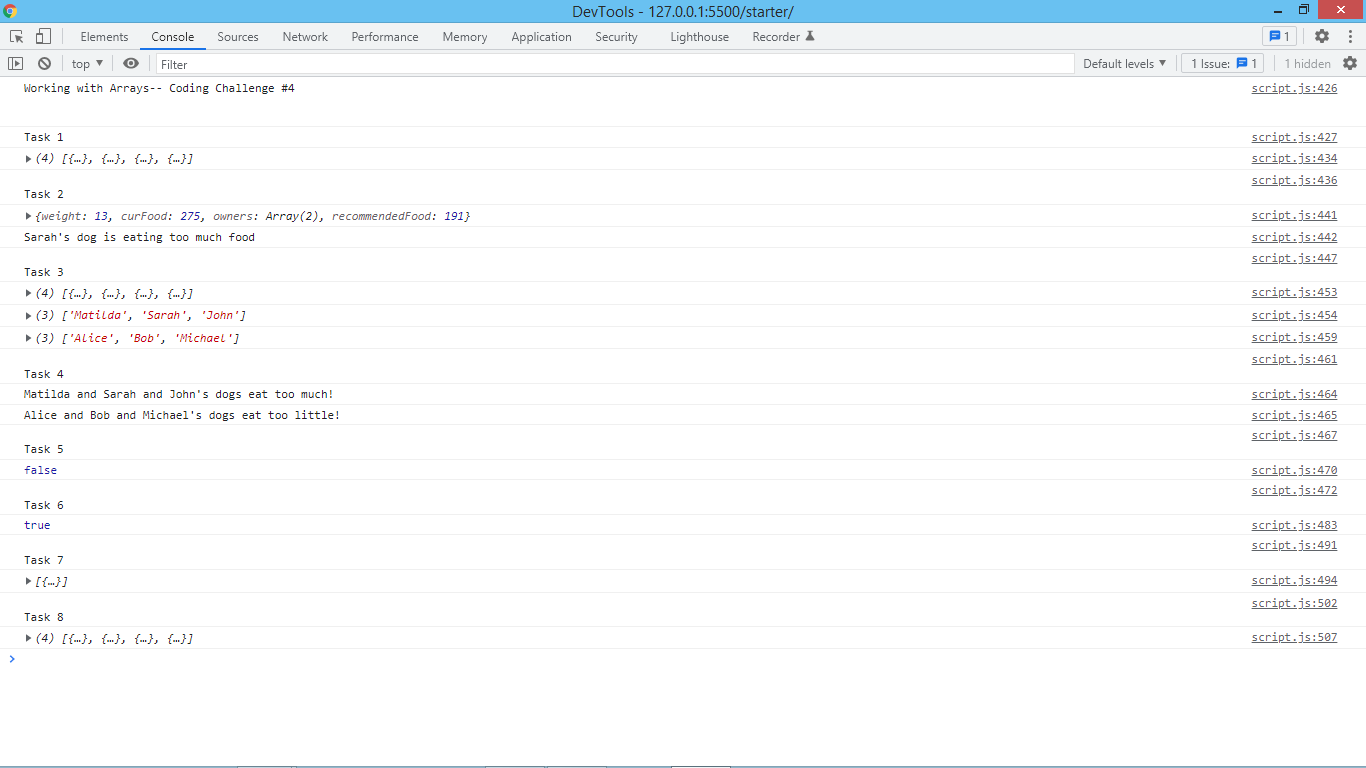 DevTools - 127.0.0.1:5500/starter/
Elements Console Sources Network Performance Memory Application Security Lighthouse Recorder 1
top ▼ Filter Default levels ▼ 1 Issue: 1 1 hidden
Working with Arrays-- Coding Challenge #4 script.js:426
Task 1 script.js:427
▶ (4) [{…}, {…}, {…}, {…}] script.js:434
script.js:436
Task 2
▶ {weight: 13, curFood: 275, owners: Array(2), recommendedFood: 191} script.js:441
Sarah's dog is eating too much food script.js:442
script.js:447
Task 3
▶ (4) [{…}, {…}, {…}, {…}] script.js:453
▶ (3) ['Matilda', 'Sarah', 'John'] script.js:454
▶ (3) ['Alice', 'Bob', 'Michael'] script.js:459
script.js:461
Task 4
Matilda and Sarah and John's dogs eat too much! script.js:464
Alice and Bob and Michael's dogs eat too little! script.js:465
script.js:467
Task 5
false script.js:470
script.js:472
Task 6
true script.js:483
script.js:491
Task 7
▶ [{…}] script.js:494
script.js:502
Task 8
▶ (4) [{…}, {…}, {…}, {…}] script.js:507